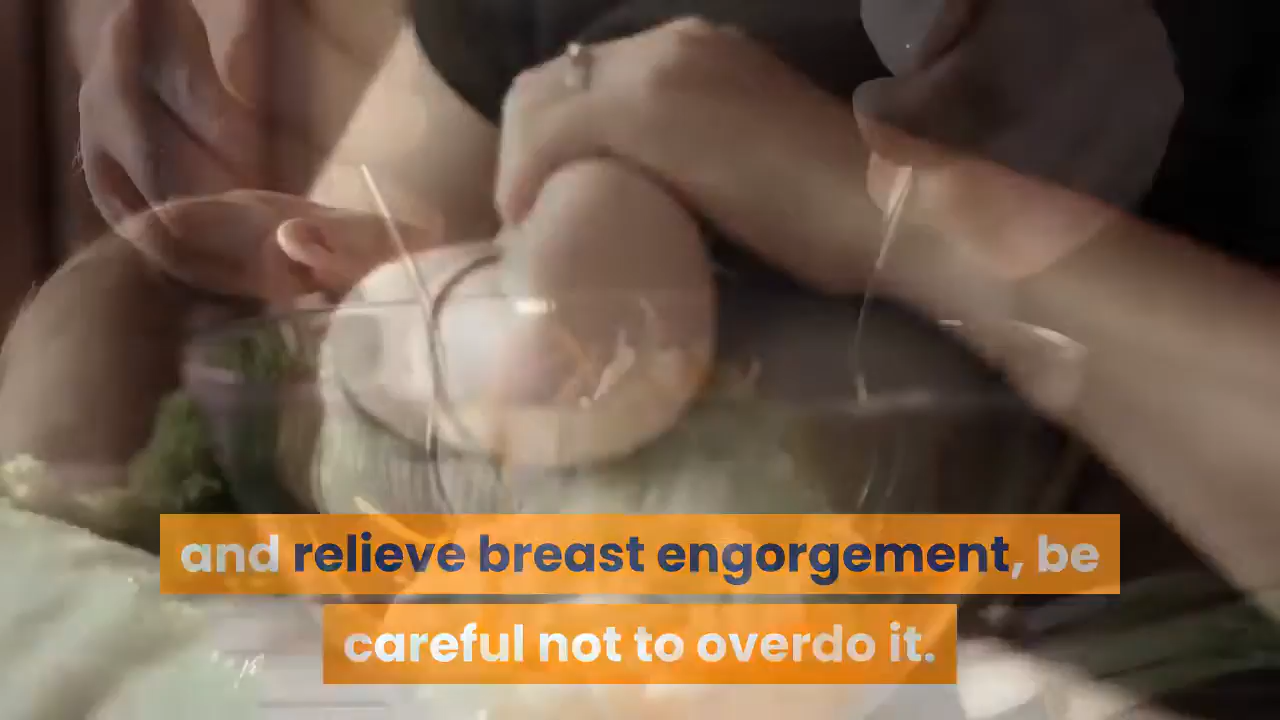 and relieve breast engorgement, be
careful not to overdo it.